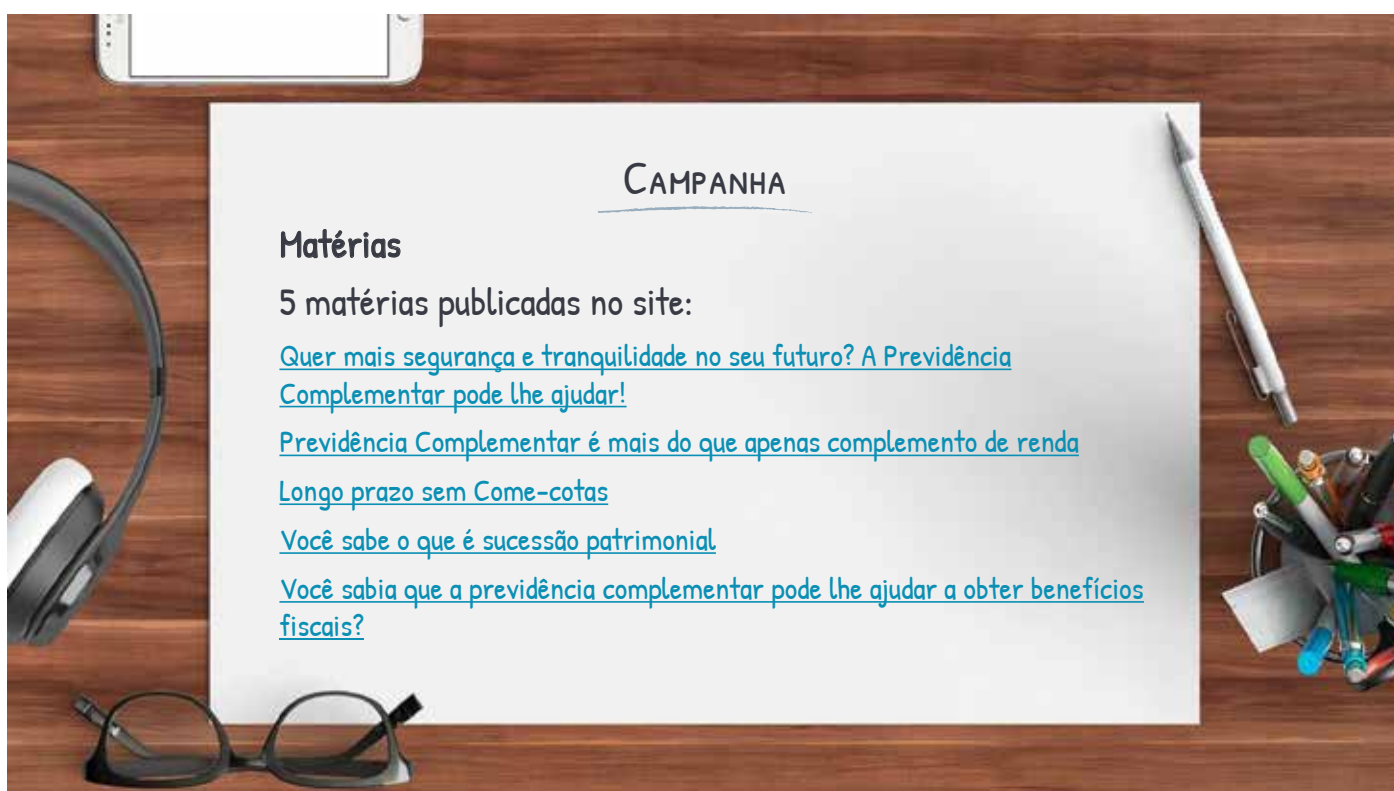 Campanha
Matérias
5 matérias publicadas no site:
Quer mais segurança e tranquilidade no seu futuro? A Previdência
Complementar pode lhe ajudar!
Previdência Complementar é mais do que apenas complemento de renda
Longo prazo sem Come-cotas
Você sabe o que é sucessão patrimonial
Você sabia que a previdência complementar pode lhe ajudar a obter benefícios
fiscais?